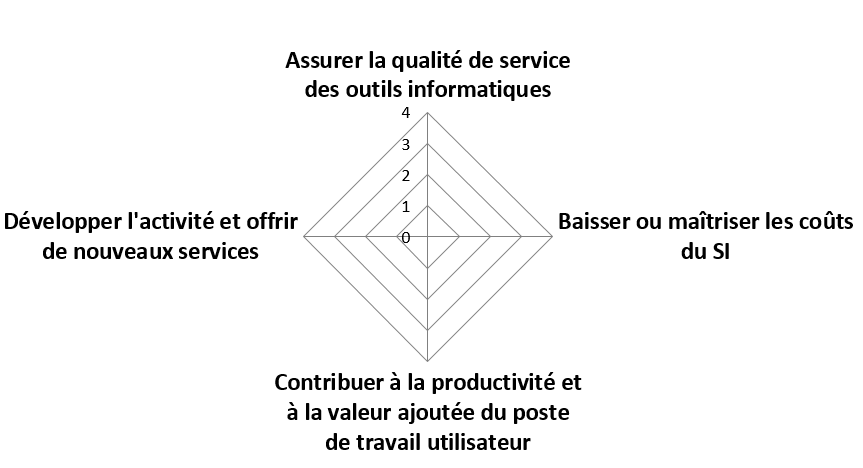 Assurer la qualité de service
des outils informatiques
4
3
2
1
0
Développer l'activité et offrir
de nouveaux services
Baisser ou maîtriser les coûts
du SI
Contribuer à la productivité et
à la valeur ajoutée du poste
de travail utilisateur